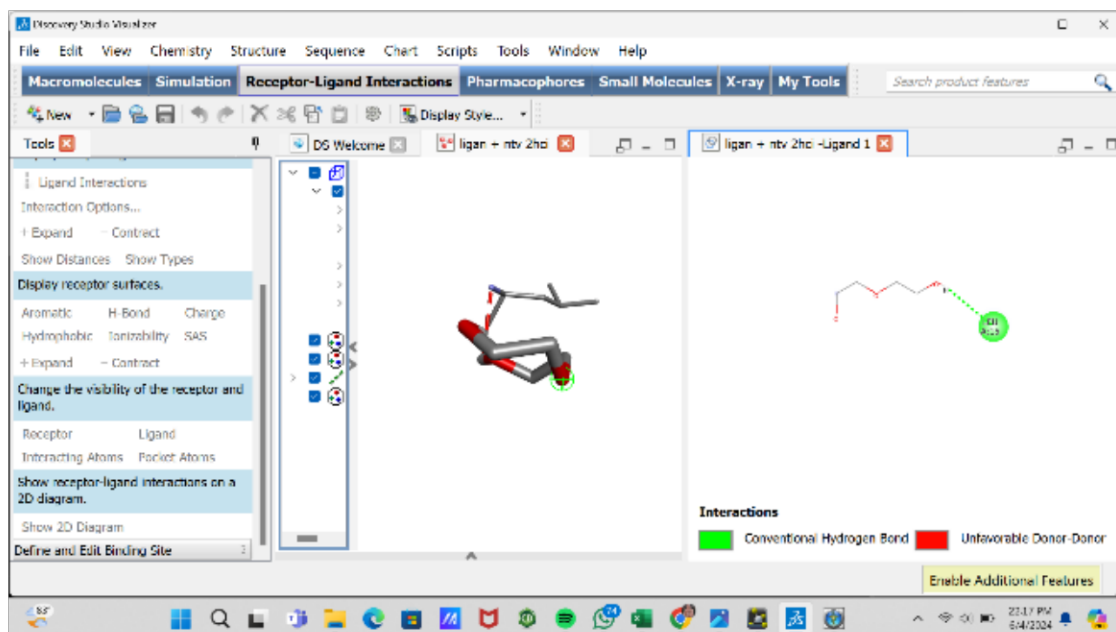 Discovery Studio Visualizer
File Edit View Chemistry Structure Sequence Chart Scripts Tools Window Help
Macromolecules Simulation Receptor-Ligand Interactions Pharmacophores Small Molecules X-ray My Tools Search product features
New Display Style...
Tools DS Welcome ligan + ntv 2hci ligan + ntv 2hci -Ligand 1
Ligand Interactions
Interaction Options...
+ Expand - Contract
Show Distances Show Types
Display receptor surfaces.
Aromatic H-Bond Charge
Hydrophobic Ionizability SAS
+ Expand - Contract
Change the visibility of the receptor and
ligand.
Receptor Ligand
Interacting Atoms Pocket Atoms
Show receptor-ligand interactions on a
2D diagram.
Show 2D Diagram
Define and Edit Binding Site
Interactions
Conventional Hydrogen Bond Unfavorable Donor-Donor
Enable Additional Features
83°
24
22:17 PM
6/4/2024